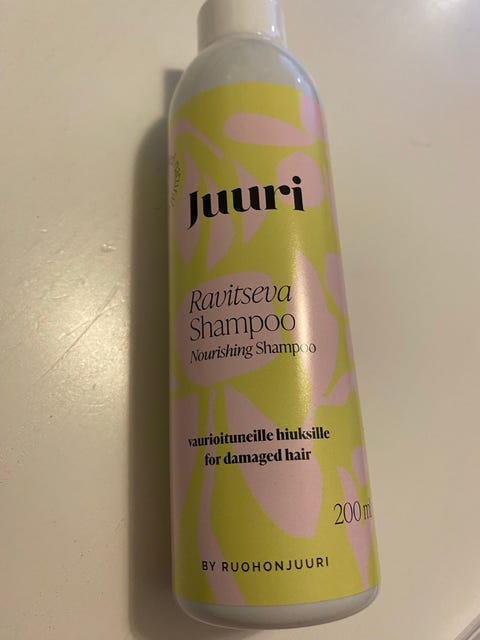 Juuri
Ravitseva
Shampoo
Nourishing Shampoo
vaurioituneille hiuksille
for damaged hair
200 ml
BY RUOHONJUURI